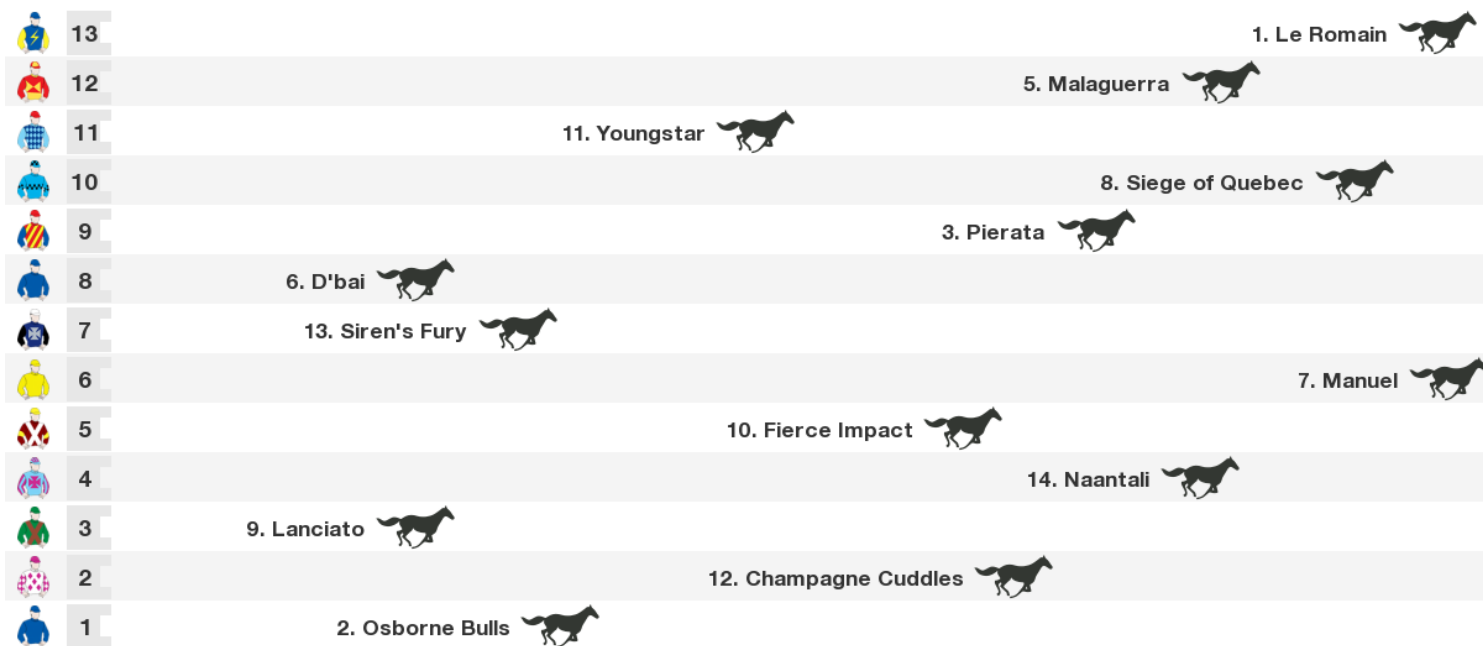 13 1. Le Romain
12 5. Malaguerra
11 11. Youngstar
10 8. Siege of Quebec
9 3. Pierata
8 6. D'bai
7 13. Siren's Fury
6 7. Manuel
5 10. Fierce Impact
4 14. Naantali
3 9. Lanciato
2 12. Champagne Cuddles
1 2. Osborne Bulls